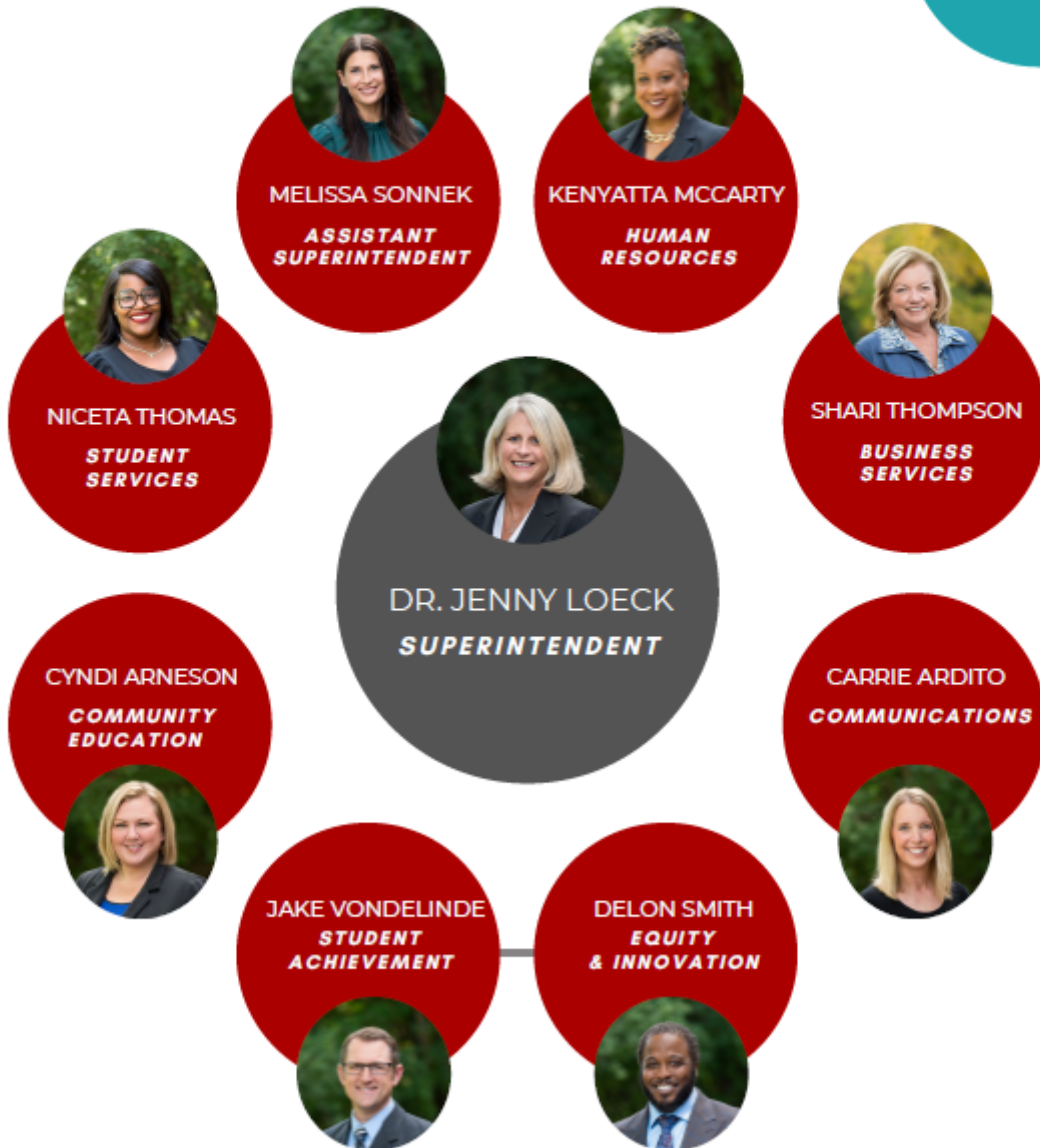 MELISSA SONNEK
ASSISTANT
SUPERINTENDENT
KENYATTA MCCARTY
HUMAN
RESOURCES
NICETA THOMAS
STUDENT
SERVICES
SHARI THOMPSON
BUSINESS
SERVICES
DR. JENNY LOECK
SUPERINTENDENT
CYNDI ARNESON
COMMUNITY
EDUCATION
CARRIE ARDITO
COMMUNICATIONS
JAKE VONDELINDE
STUDENT
ACHIEVEMENT
DELON SMITH
EQUITY
& INNOVATION